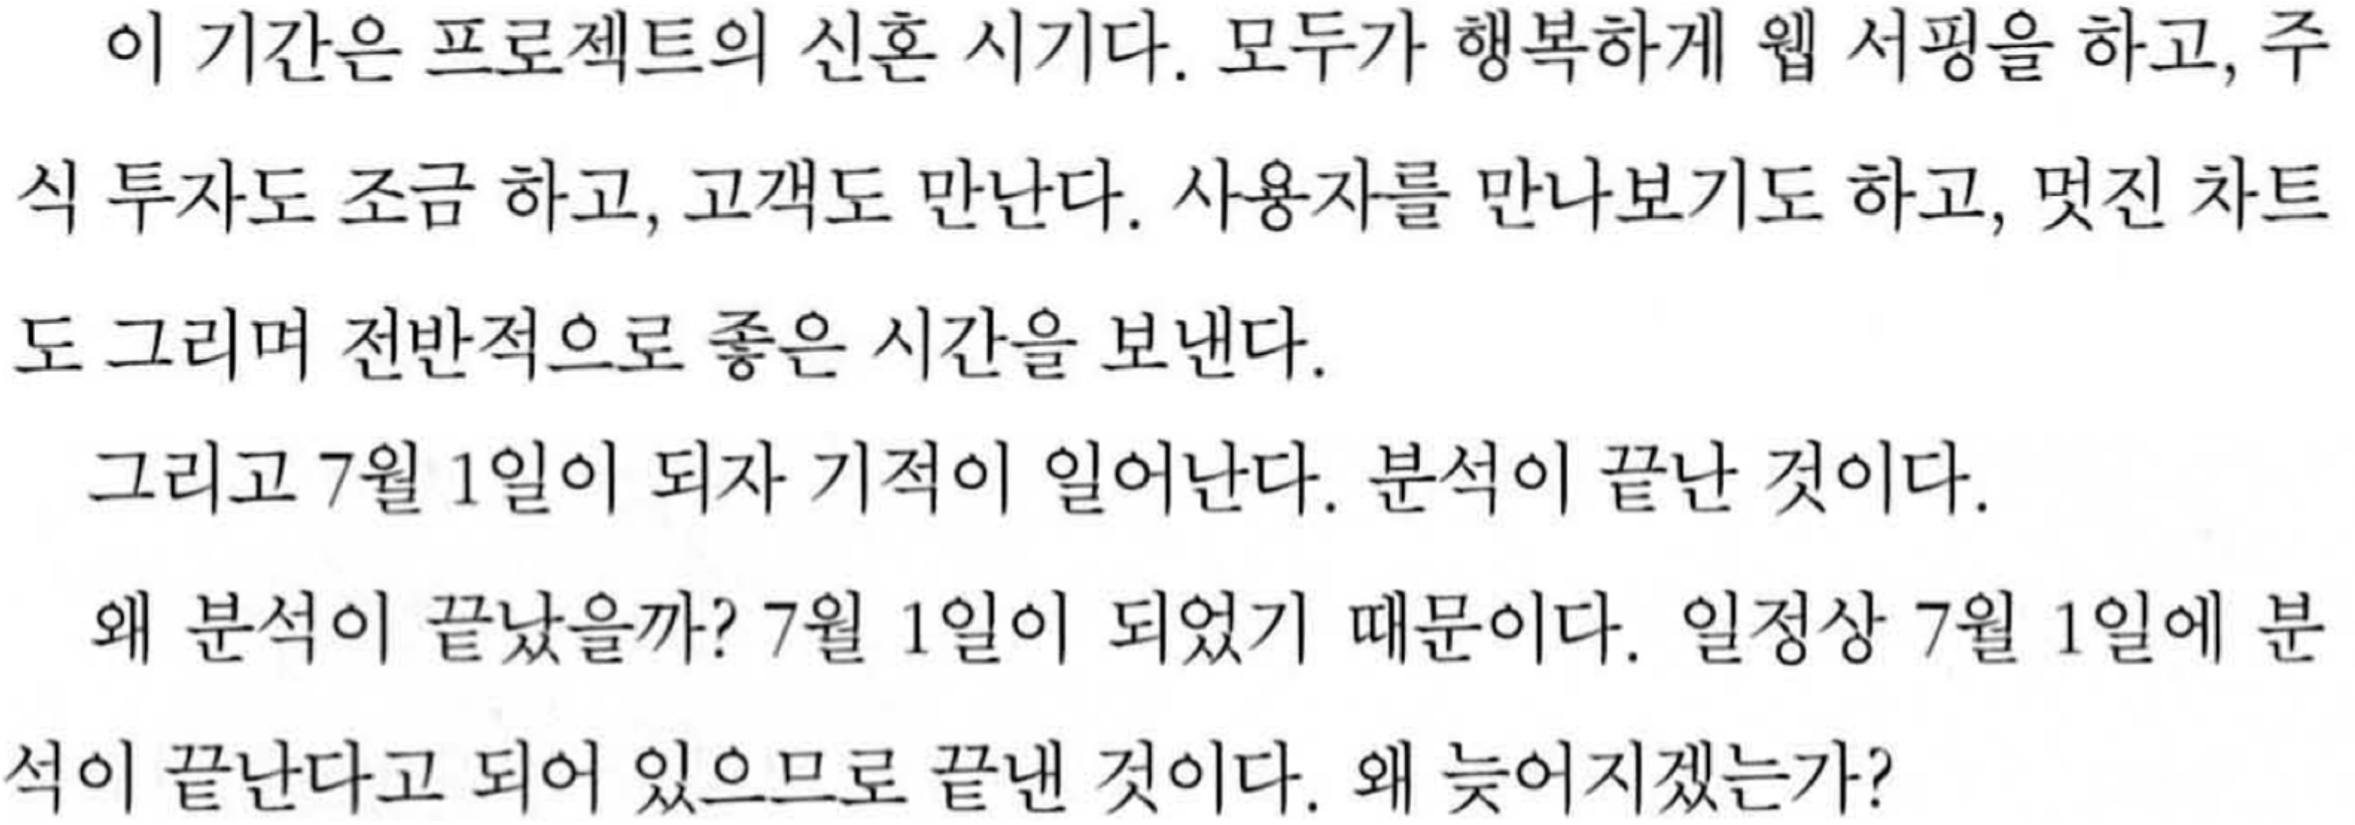 이 기간은 프로젝트의 신혼 시기다. 모두가 행복하게 웹 서핑을 하고, 주
식 투자도 조금 하고, 고객도 만난다. 사용자를 만나보기도 하고, 멋진 차트
도 그리며 전반적으로 좋은 시간을 보낸다.
그리고 7월 1일이 되자 기적이 일어난다. 분석이 끝난 것이다.
왜 분석이 끝났을까? 7월 1일이 되었기 때문이다. 일정상 7월 1일에 분
석이 끝난다고 되어 있으므로 끝낸 것이다. 왜 늦어지겠는가?